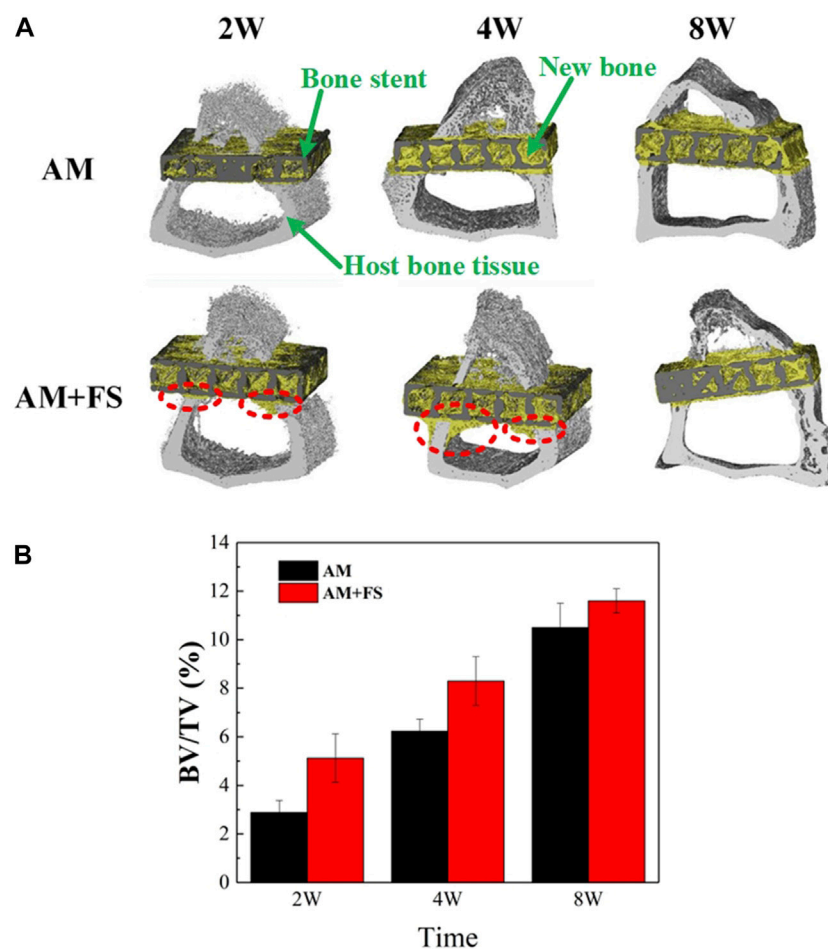 A
2W 4W 8W
Bone stent
New bone
AM
Host bone tissue
AM+FS
B
14
12
10
8
6
4
2
0
BV/TV (%)
AM
AM+FS
2W 4W 8W
Time